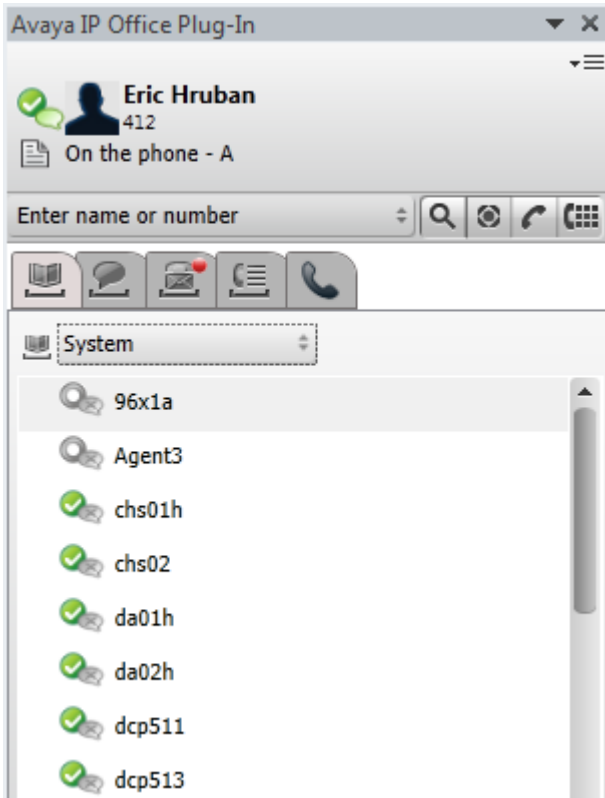 Avaya IP Office Plug-In
Eric Hruban
412
On the phone - A
Enter name or number
System
96x1a
Agent3
chs01h
chs02
da01h
da02h
dcp511
dcp513